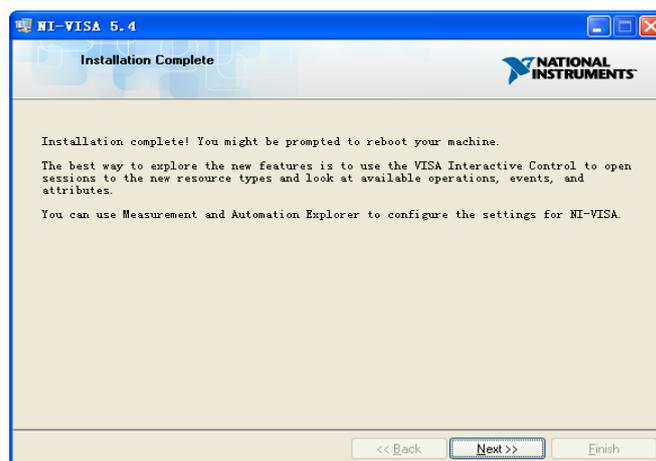 NI-VISA 5.4
Installation Complete
NATIONAL
INSTRUMENTS™
Installation complete! You might be prompted to reboot your machine.
The best way to explore the new features is to use the VISA Interactive Control to open
sessions to the new resource types and look at available operations, events, and
attributes.
You can use Measurement and Automation Explorer to configure the settings for NI-VISA.
<< Back
Next >>
Finish